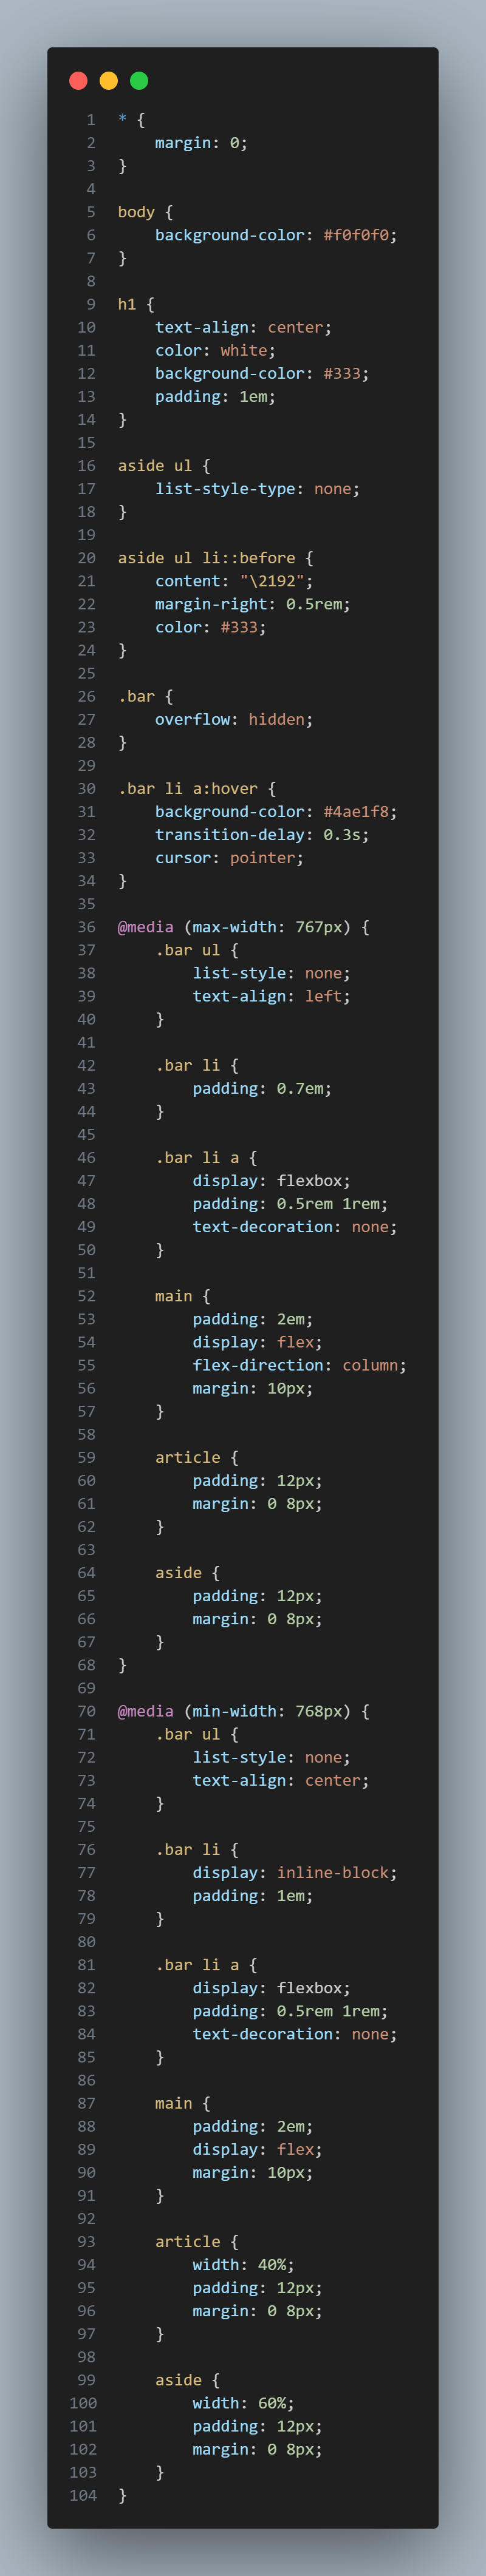 1 * {
2     margin: 0;
3 }
4
5 body {
6     background-color: #f0f0f0;
7 }
8
9 h1 {
10     text-align: center;
11     color: white;
12     background-color: #333;
13     padding: 1em;
14 }
15
16 aside ul {
17     list-style-type: none;
18 }
19
20 aside ul li::before {
21     content: "\2192";
22     margin-right: 0.5rem;
23     color: #333;
24 }
25
26 .bar {
27     overflow: hidden;
28 }
29
30 .bar li a:hover {
31     background-color: #4ae1f8;
32     transition-delay: 0.3s;
33     cursor: pointer;
34 }
35
36 @media (max-width: 767px) {
37     .bar ul {
38         list-style: none;
39         text-align: left;
40     }
41
42     .bar li {
43         padding: 0.7em;
44     }
45
46     .bar li a {
47         display: flexbox;
48         padding: 0.5rem 1rem;
49         text-decoration: none;
50     }
51
52     main {
53         padding: 2em;
54         display: flex;
55         flex-direction: column;
56         margin: 10px;
57     }
58
59     article {
60         padding: 12px;
61         margin: 0 8px;
62     }
63
64     aside {
65         padding: 12px;
66         margin: 0 8px;
67     }
68 }
69
70 @media (min-width: 768px) {
71     .bar ul {
72         list-style: none;
73         text-align: center;
74     }
75
76     .bar li {
77         display: inline-block;
78         padding: 1em;
79     }
80
81     .bar li a {
82         display: flexbox;
83         padding: 0.5rem 1rem;
84         text-decoration: none;
85     }
86
87     main {
88         padding: 2em;
89         display: flex;
90         margin: 10px;
91     }
92
93     article {
94         width: 40%;
95         padding: 12px;
96         margin: 0 8px;
97     }
98
99     aside {
100         width: 60%;
101         padding: 12px;
102         margin: 0 8px;
103     }
104 }